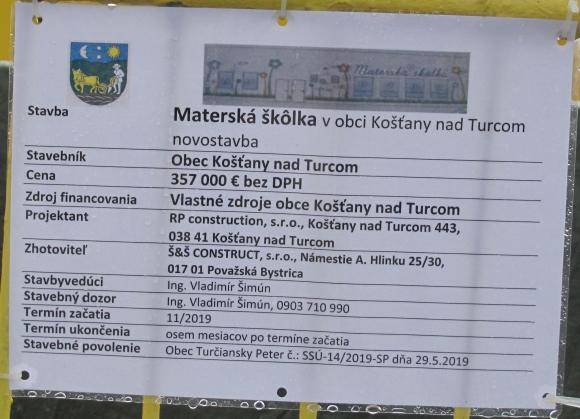 Materská škôlka
Stavba Materská škôlka v obci Košťany nad Turcom
novostavba
Stavebník Obec Košťany nad Turcom
Cena 357 000 € bez DPH
Zdroj financovania Vlastné zdroje obce Košťany nad Turcom
Projektant RP construction, s.r.o., Košťany nad Turcom 443,
038 41 Košťany nad Turcom
Zhotoviteľ Š&Š CONSTRUCT, s.r.o., Námestie A. Hlinku 25/30,
017 01 Považská Bystrica
Stavbyvedúci Ing. Vladimír Šimún
Stavebný dozor Ing. Vladimír Šimún, 0903 710 990
Termín začatia 11/2019
Termín ukončenia osem mesiacov po termíne začatia
Stavebné povolenie Obec Turčiansky Peter č.: SSÚ-14/2019-SP dňa 29.5.2019